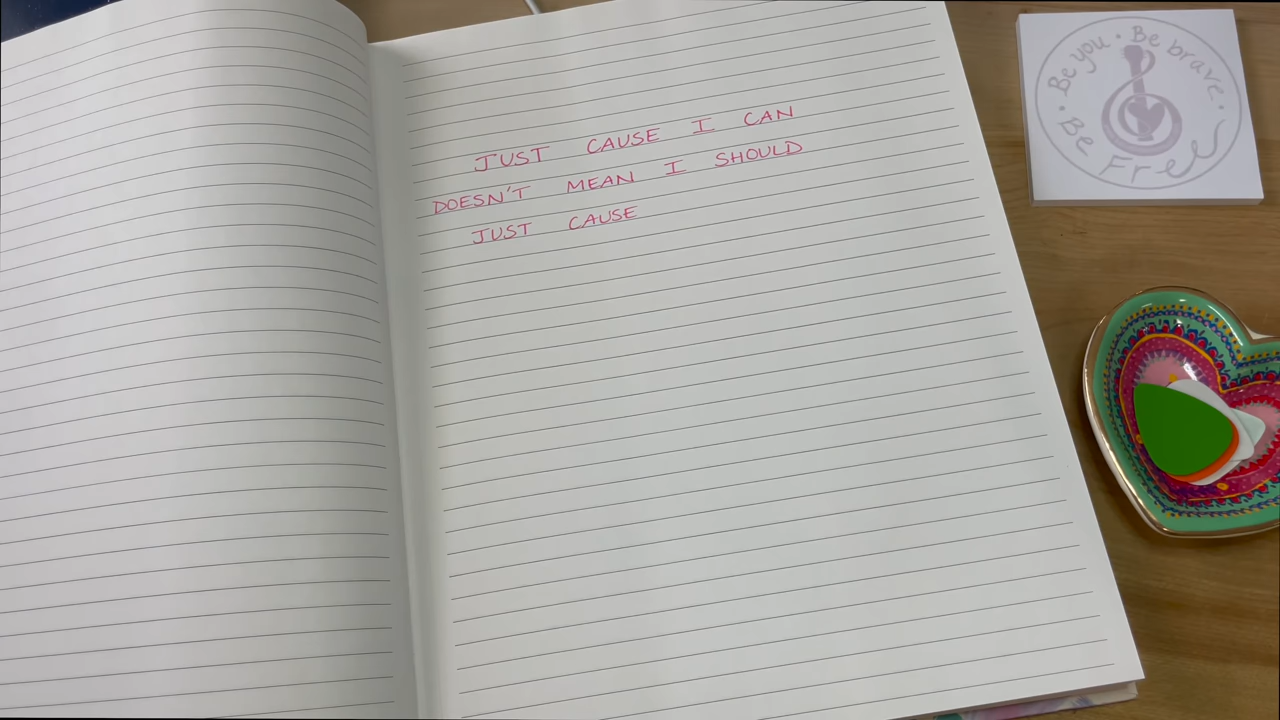 JUST CAUSE I CAN
DOESN'T MEAN I SHOULD
JUST CAUSE
Be you • Be brave •
Be Free •